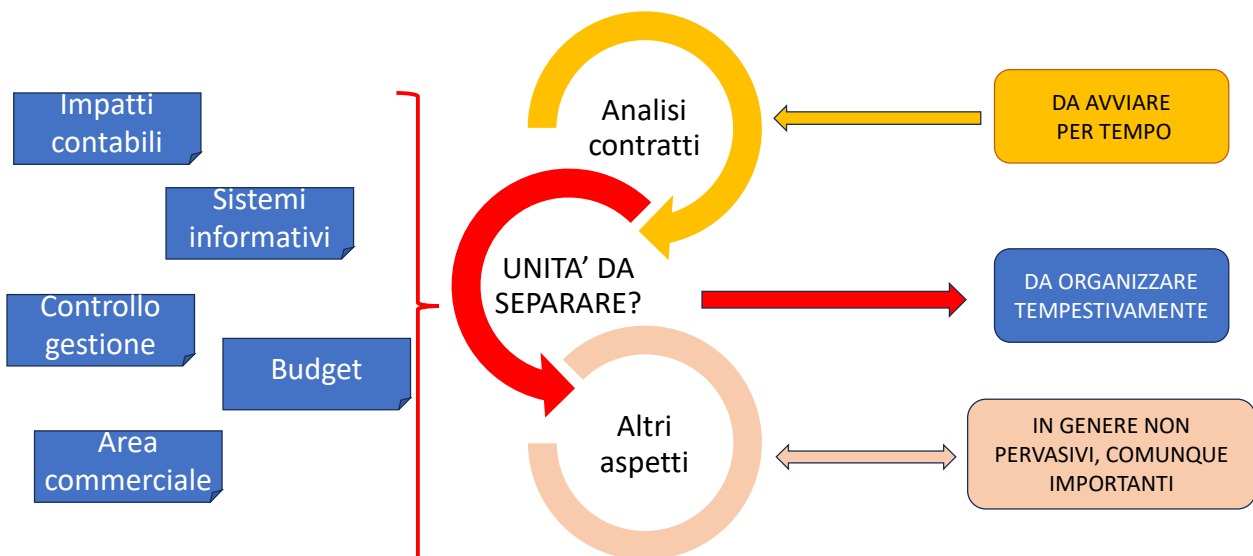 Impatti
contabili
Sistemi
informativi
Controllo
gestione
Budget
Area
commerciale
Analisi
contratti
UNITA’ DA
SEPARARE?
Altri
aspetti
DA AVVIARE
PER TEMPO
DA ORGANIZZARE
TEMPESTIVAMENTE
IN GENERE NON
PERVASIVI, COMUNQUE
IMPORTANTI